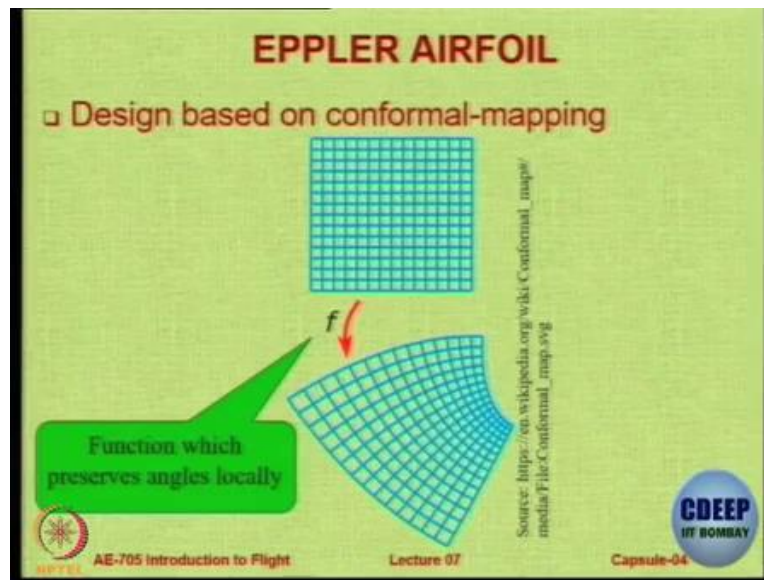 EPPLER AIRFOIL
Design based on conformal-mapping
f
Function which
preserves angles locally
Source: https://en.wikipedia.org/wiki/Conformal_map#/
media/File:Conformal_map.svg
NPTEL
AE-705 Introduction to Flight
Lecture 07
Capsule-04
CDEEP
IIT BOMBAY